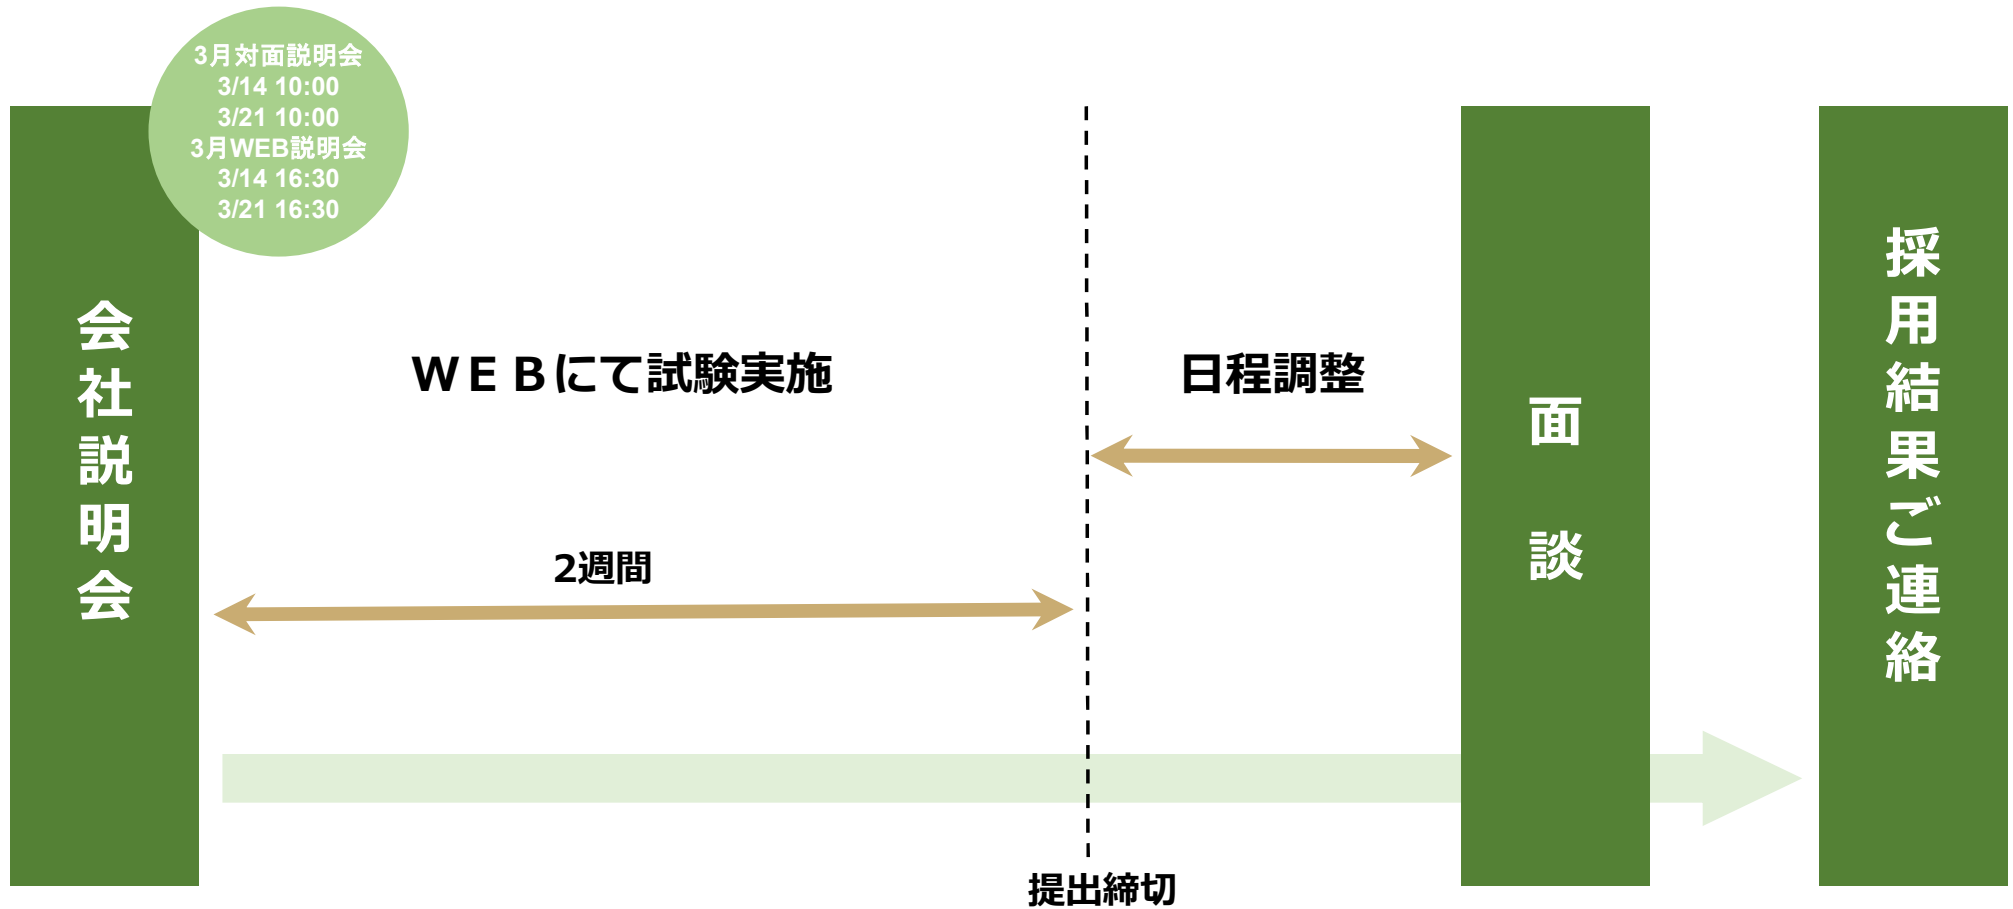 3月対面説明会
3/14 10:00
3/21 10:00
3月WEB説明会
3/14 16:30
3/21 16:30
会社説明会
ＷＥＢにて試験実施
2週間
提出締切
日程調整
面談
採用結果ご連絡